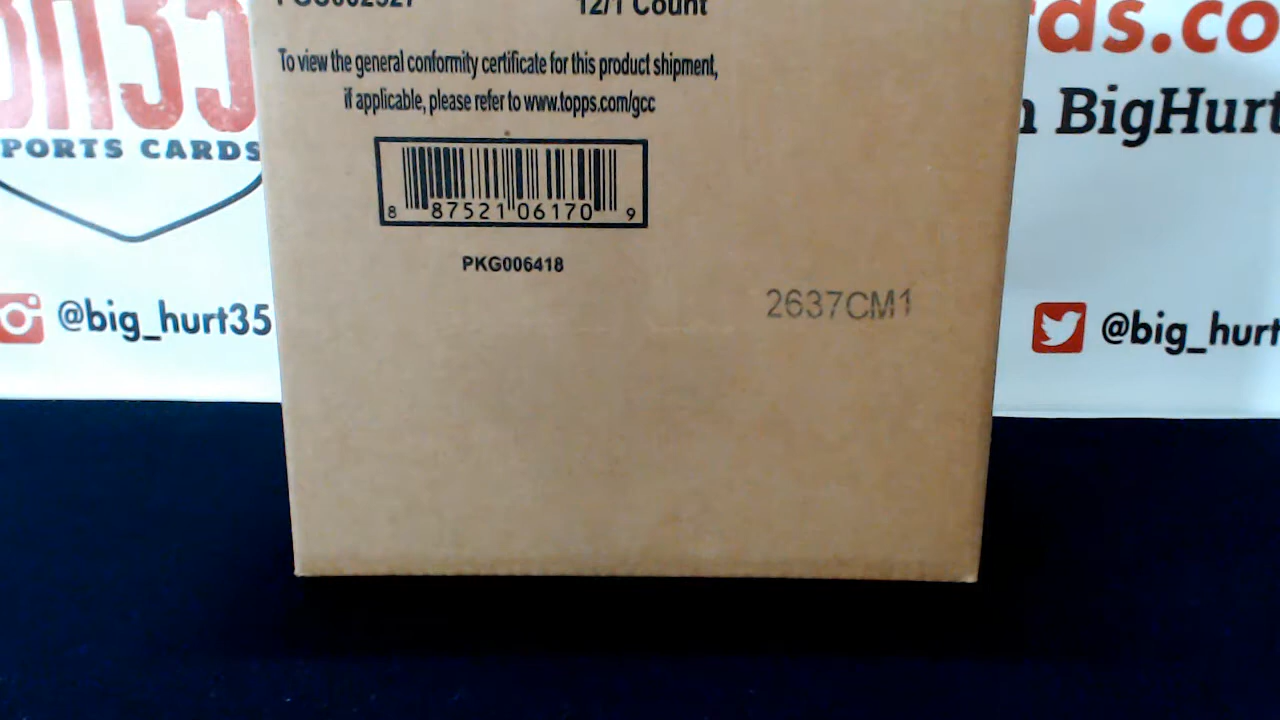 12/1 Count
To view the general conformity certificate for this product shipment,
if applicable, please refer to www.topps.com/gcc
8 87521 06170 9
PKG006418
2637CM1
PORTS CARDS
@big_hurt35
ds.co
BigHurt
@big_hurt